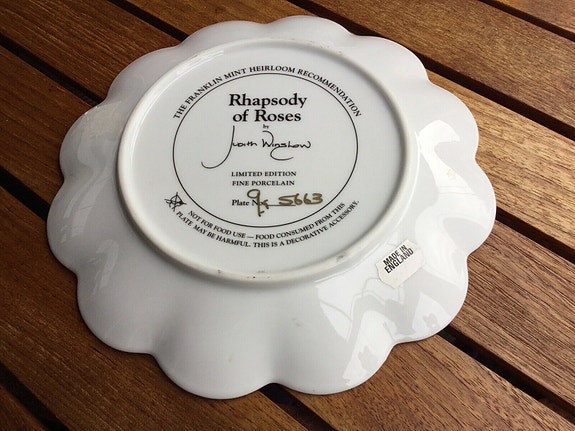 THE FRANKLIN MINT HEIRLOOM RECOMMENDATION
Rhapsody
of Roses
by
Judith Winslow
LIMITED EDITION
FINE PORCELAIN
Plate No.
5663
NOT FOR FOOD USE — FOOD CONSUMED FROM THIS
PLATE MAY BE HARMFUL. THIS IS A DECORATIVE ACCESSORY.
MADE IN
ENGLAND